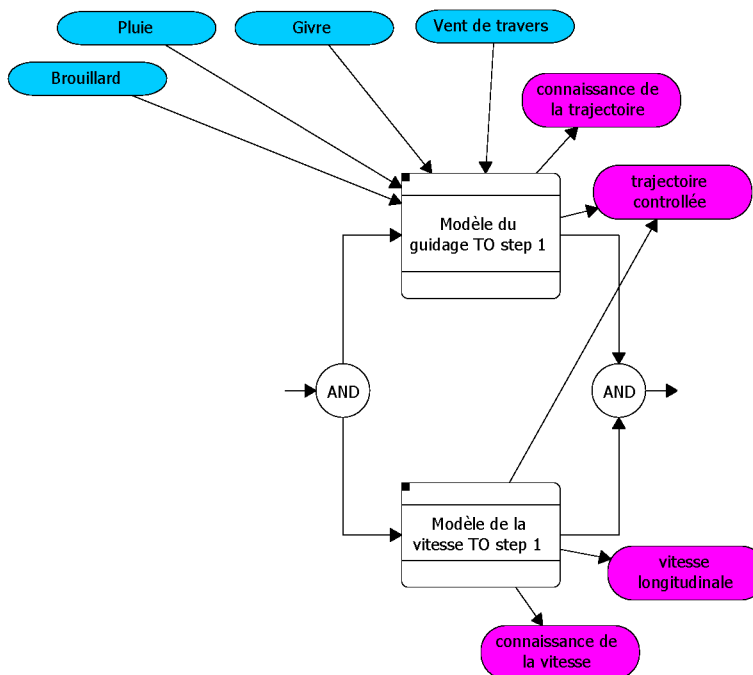 Pluie
Givre
Vent de travers
Brouillard
connaissance de
la trajectoire
trajectoire
controllée
Modèle du
guidage TO step 1
AND
AND
Modèle de la
vitesse TO step 1
vitesse
longitudinale
connaissance de
la vitesse